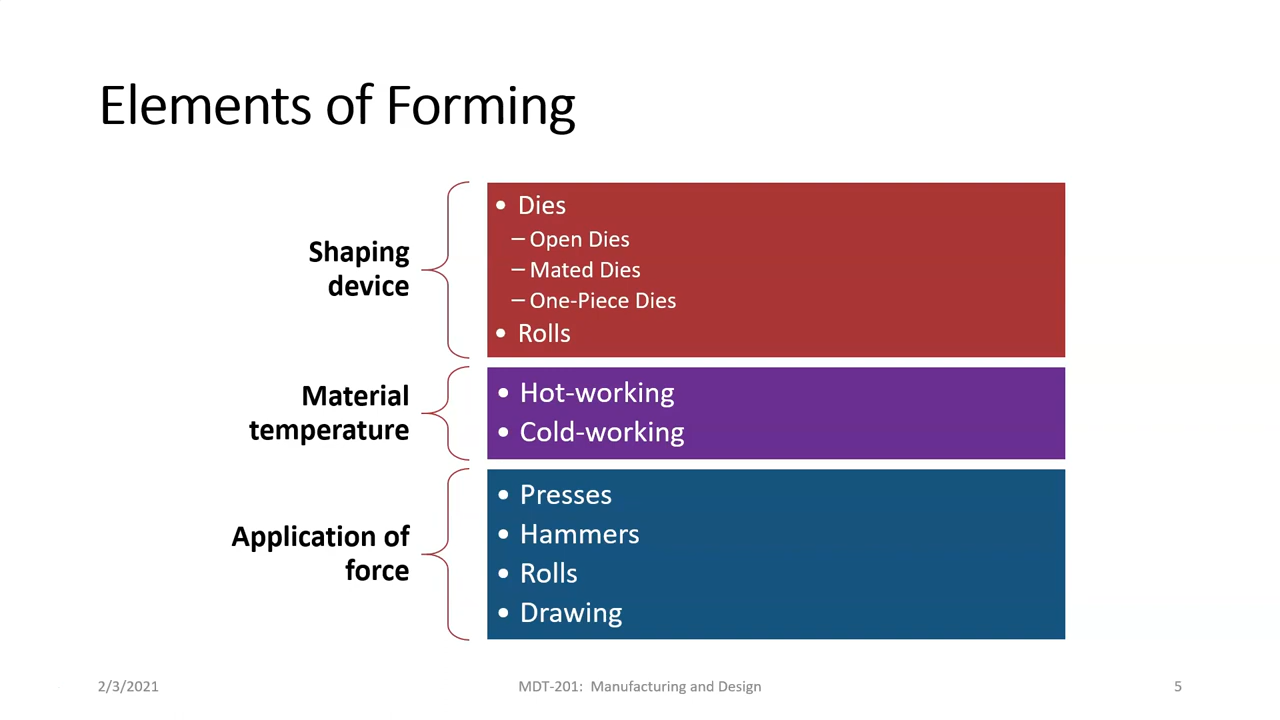 Elements of Forming
Shaping
device
• Dies
– Open Dies
– Mated Dies
– One-Piece Dies
• Rolls
Material
temperature
• Hot-working
• Cold-working
Application of
force
• Presses
• Hammers
• Rolls
• Drawing
2/3/2021
MDT-201:  Manufacturing and Design
5